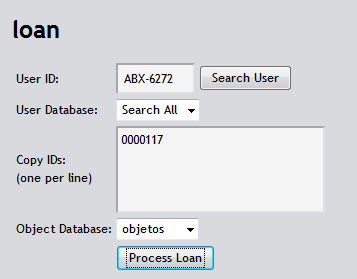 loan
User ID: ABX-6272 Search User
User Database: Search All
Copy IDs:
(one per line)
0000117
Object Database: objetos
Process Loan